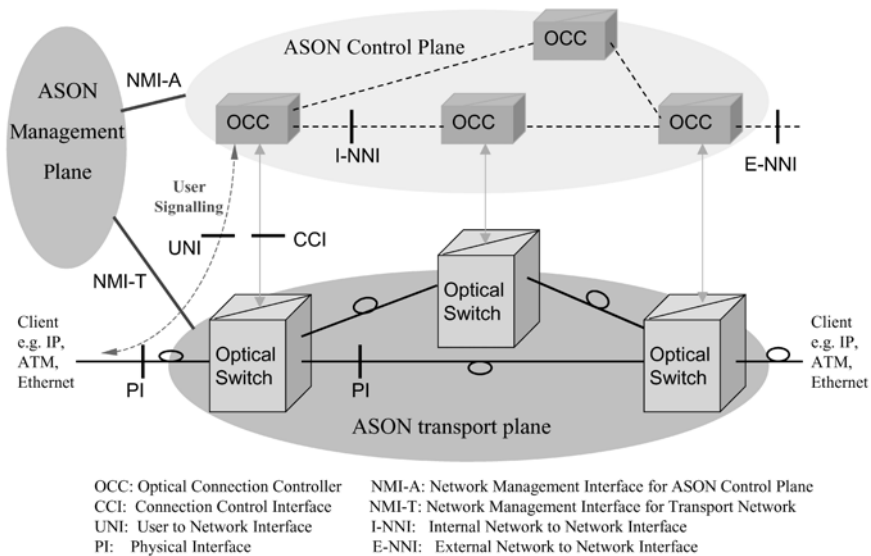 ASON Control Plane
OCC
NMI-A
ASON
Management
Plane
OCC
OCC
OCC
I-NNI
E-NNI
User
Signalling
UNI
CCI
NMI-T
Optical
Switch
Client
e.g. IP,
ATM,
Ethernet
Optical
Switch
Optical
Switch
Client
e.g. IP,
ATM,
Ethernet
PI
PI
ASON transport plane
OCC: Optical Connection Controller
NMI-A: Network Management Interface for ASON Control Plane
CCI: Connection Control Interface
NMI-T: Network Management Interface for Transport Network
UNI: User to Network Interface
I-NNI: Internal Network to Network Interface
PI: Physical Interface
E-NNI: External Network to Network Interface